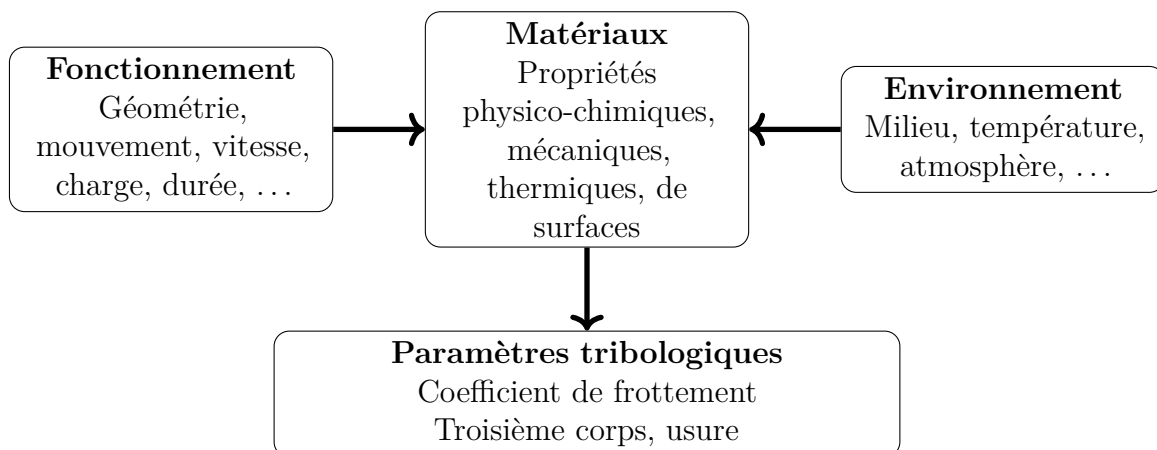 Fonctionnement
Géométrie,
mouvement, vitesse,
charge, durée, …
Matériaux
Propriétés
physico-chimiques,
mécaniques,
thermiques, de
surfaces
Environnement
Milieu, température,
atmosphère, …
Paramètres tribologiques
Coefficient de frottement
Troisième corps, usure